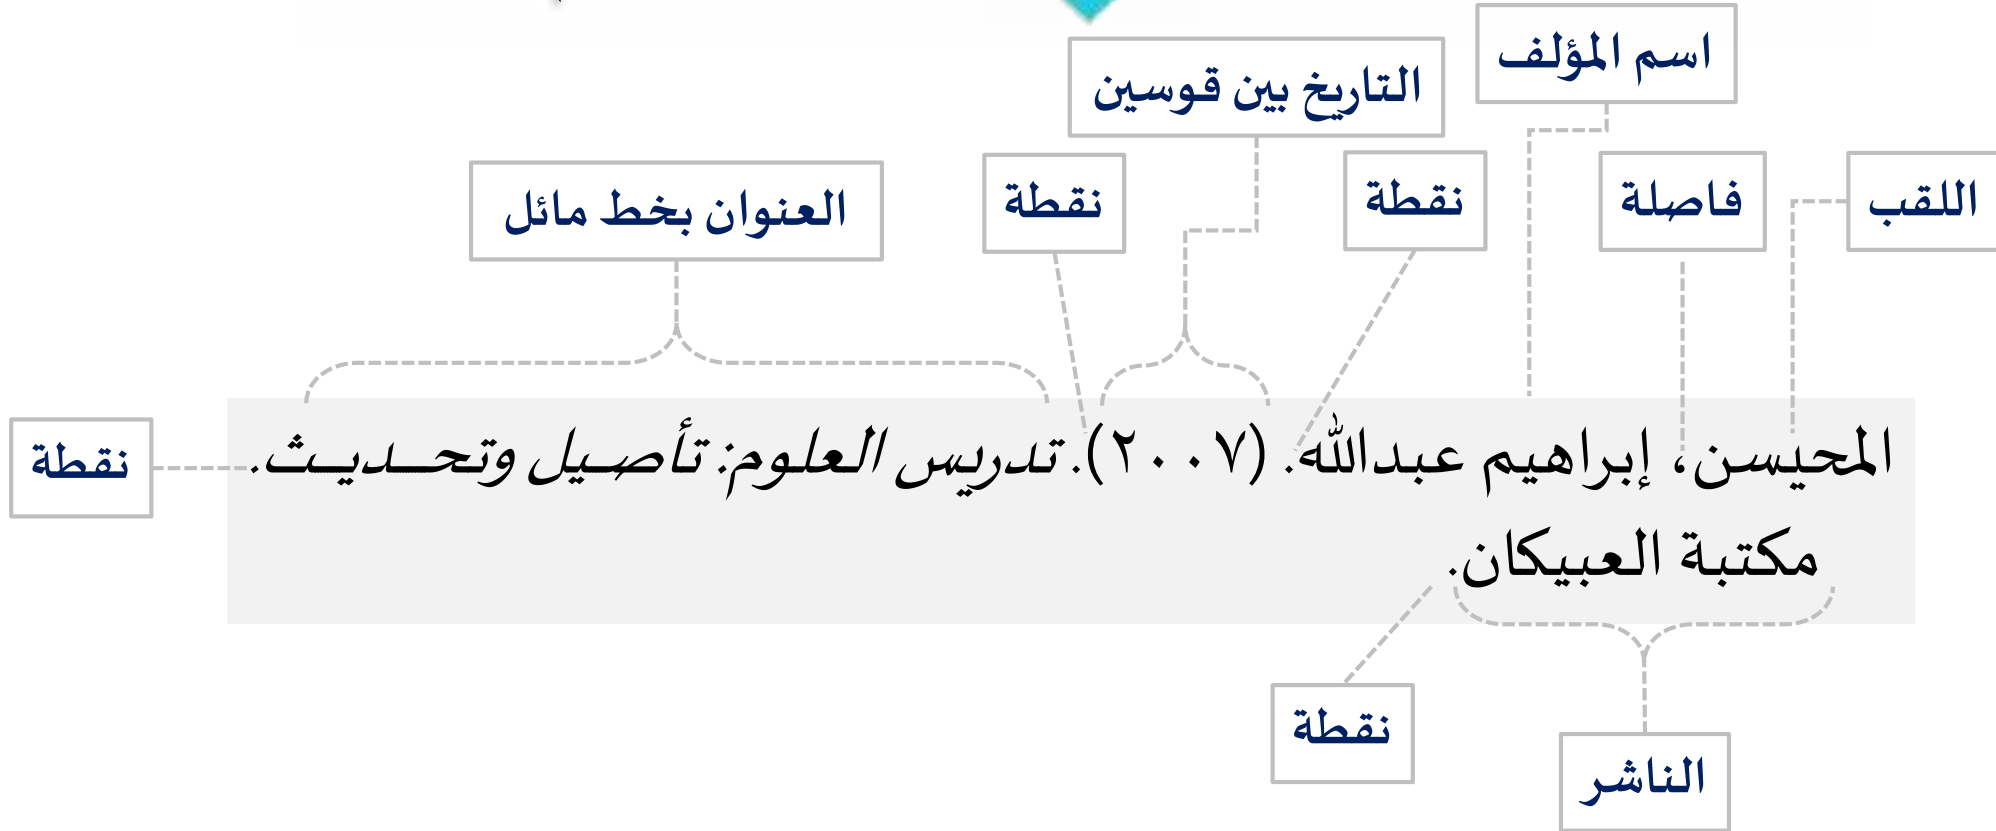 اسم المؤلف
التاريخ بين قوسين
اللقب
فاصلة
نقطة
نقطة
العنوان بخط مائل
المحيسن، إبراهيم عبدالله. (٢٠٠٧). تدريس العلوم: تأصيل وتحديث.
نقطة
مكتبة العبيكان.
نقطة
الناشر